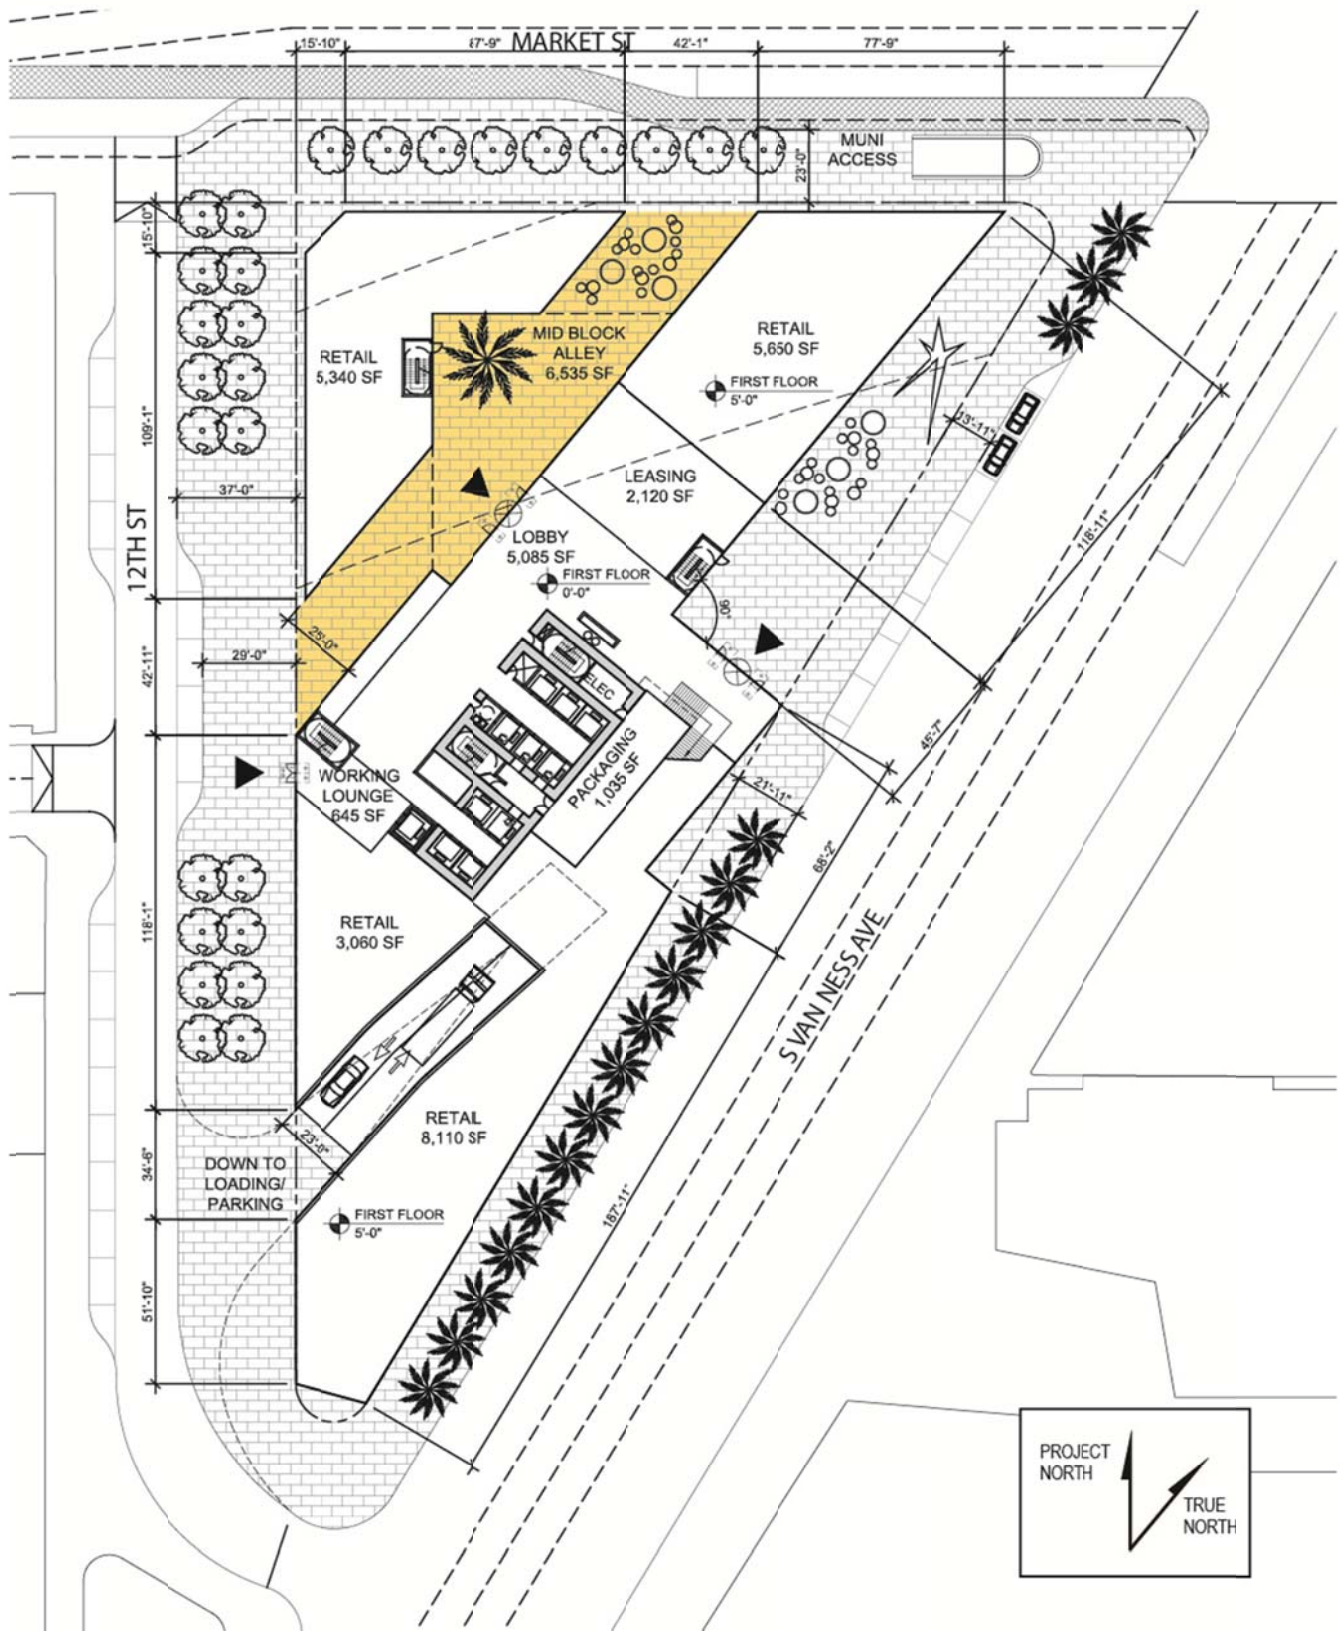 MARKET ST
15'-10"
42'-1"
77'-9"
MUNI
ACCESS
23'-0"
15'-10"
RETAIL
5,650 SF
MID BLOCK
ALLEY
6,535 SF
RETAIL
5,340 SF
FIRST FLOOR
5'-0"
13'-11"
109'-1"
LEASING
2,120 SF
37'-0"
118'-11"
12TH ST
LOBBY
5,085 SF
FIRST FLOOR
0'-0"
90°
25'-0"
29'-0"
42'-11"
ELEC
45'-7"
PACKAGING
1,035 SF
WORKING
LOUNGE
645 SF
21'-11"
68'-2"
118'-1"
RETAIL
3,060 SF
S VAN NESS AVE
RETAIL
8,110 SF
23'-0"
34'-6"
DOWN TO
LOADING/
PARKING
187'-11"
FIRST FLOOR
5'-0"
51'-10"
PROJECT
NORTH
TRUE
NORTH